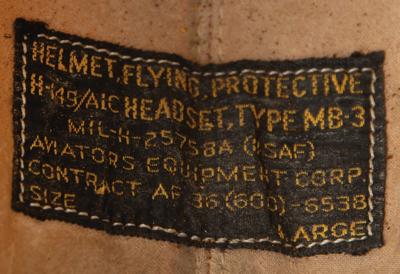 HELMET, FLYING, PROTECTIVE
H-149/AIC HEADSET, TYPE MB-3
MIL-H-25758A (USAF)
AVIATORS EQUIPMENT CORP
CONTRACT AF 36(600)-6538
SIZE
LARGE